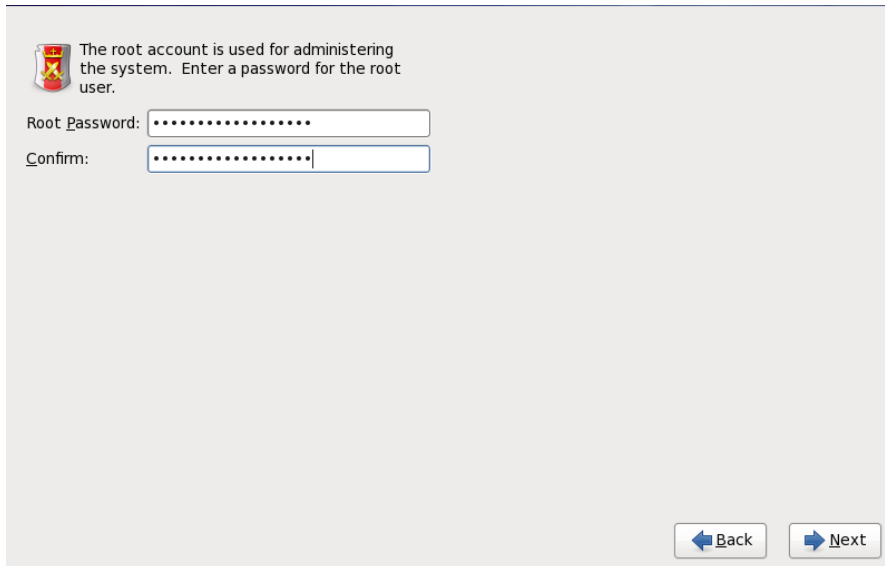 The root account is used for administering
the system.  Enter a password for the root
user.
Root Password: ••••••••••••••••••
Confirm: ••••••••••••••••••
Back Next